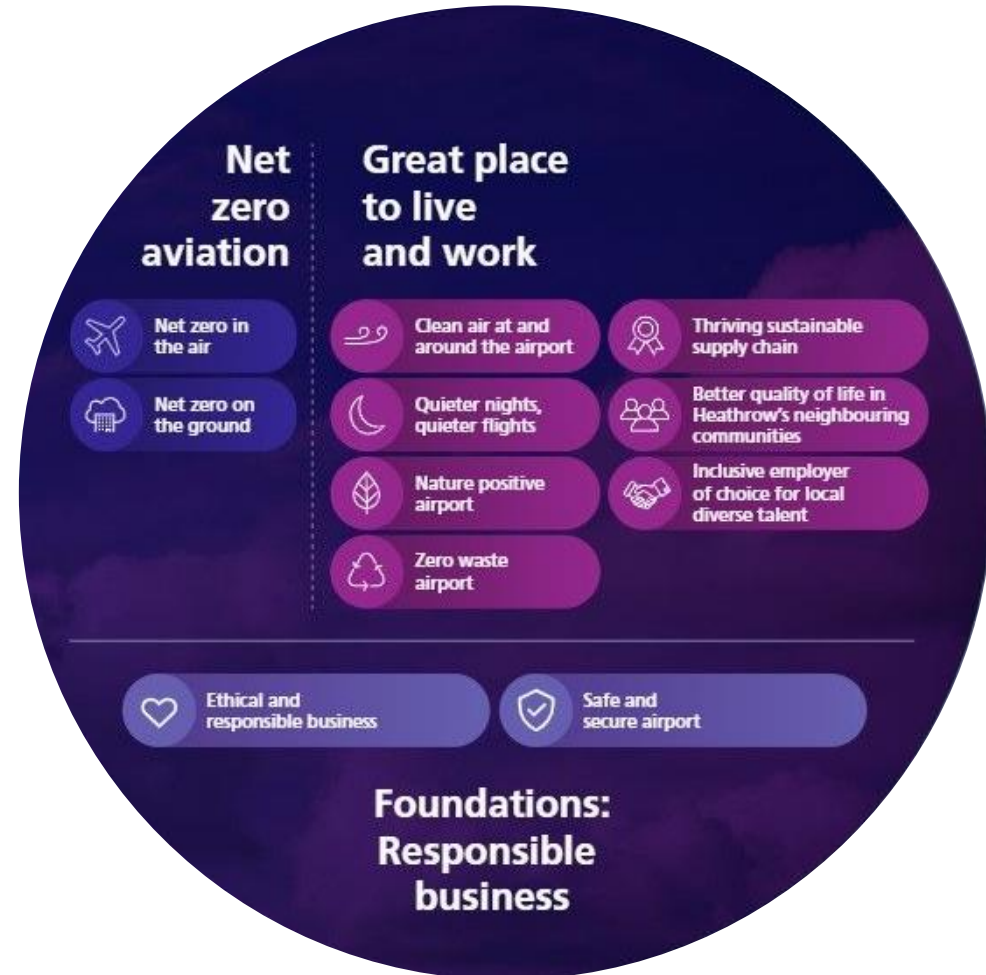 Net
zero
aviation
Net zero in
the air
Net zero on
the ground
Great place
to live
and work
Clean air at and
around the airport
Quieter nights,
quieter flights
Nature positive
airport
Zero waste
airport
Thriving sustainable
supply chain
Better quality of life in
Heathrow's neighbouring
communities
Inclusive employer
of choice for local
diverse talent
Ethical and
responsible business
Safe and
secure airport
Foundations:
Responsible
business